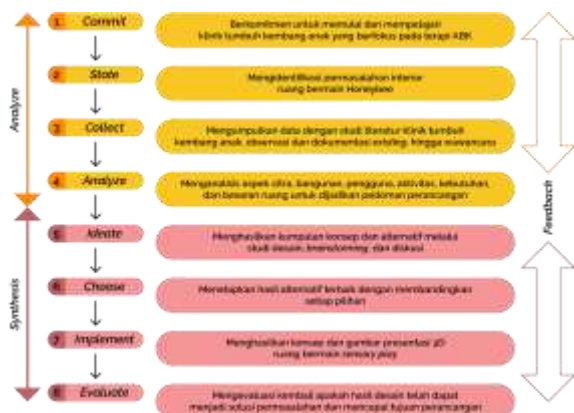 1 Commit
Berkomitmen untuk memulai dan mempelajari
klinik tumbuh kembang anak yang berfokus pada terapi ABK
2 State
Mengidentifikasi permasalahan interior
ruang bermain Honeybee
3 Collect
Mengumpulkan data dengan studi literatur klinik tumbuh
kembang anak, observasi dan dokumentasi existing, hingga wawancara
4 Analyze
Menganalisis aspek citra, bangunan, pengguna, aktivitas, kebutuhan,
dan besaran ruang untuk dijadikan pedoman perancangan
5 Ideate
Menghasilkan kumpulan konsep dan alternatif melalui
studi desain, brainstorming, dan diskusi
6 Choose
Menetapkan hasil alternatif terbaik dengan membandingkan
setiap pilihan
7 Implement
Menghasilkan konsep dan gambar presentasi 3D
ruang bermain sensory play
8 Evaluate
Mengevaluasi kembali apakah hasil desain telah dapat
menjadi solusi permasalahan dan mencapai tujuan perancangan
Analyze
Synthesis
Feedback